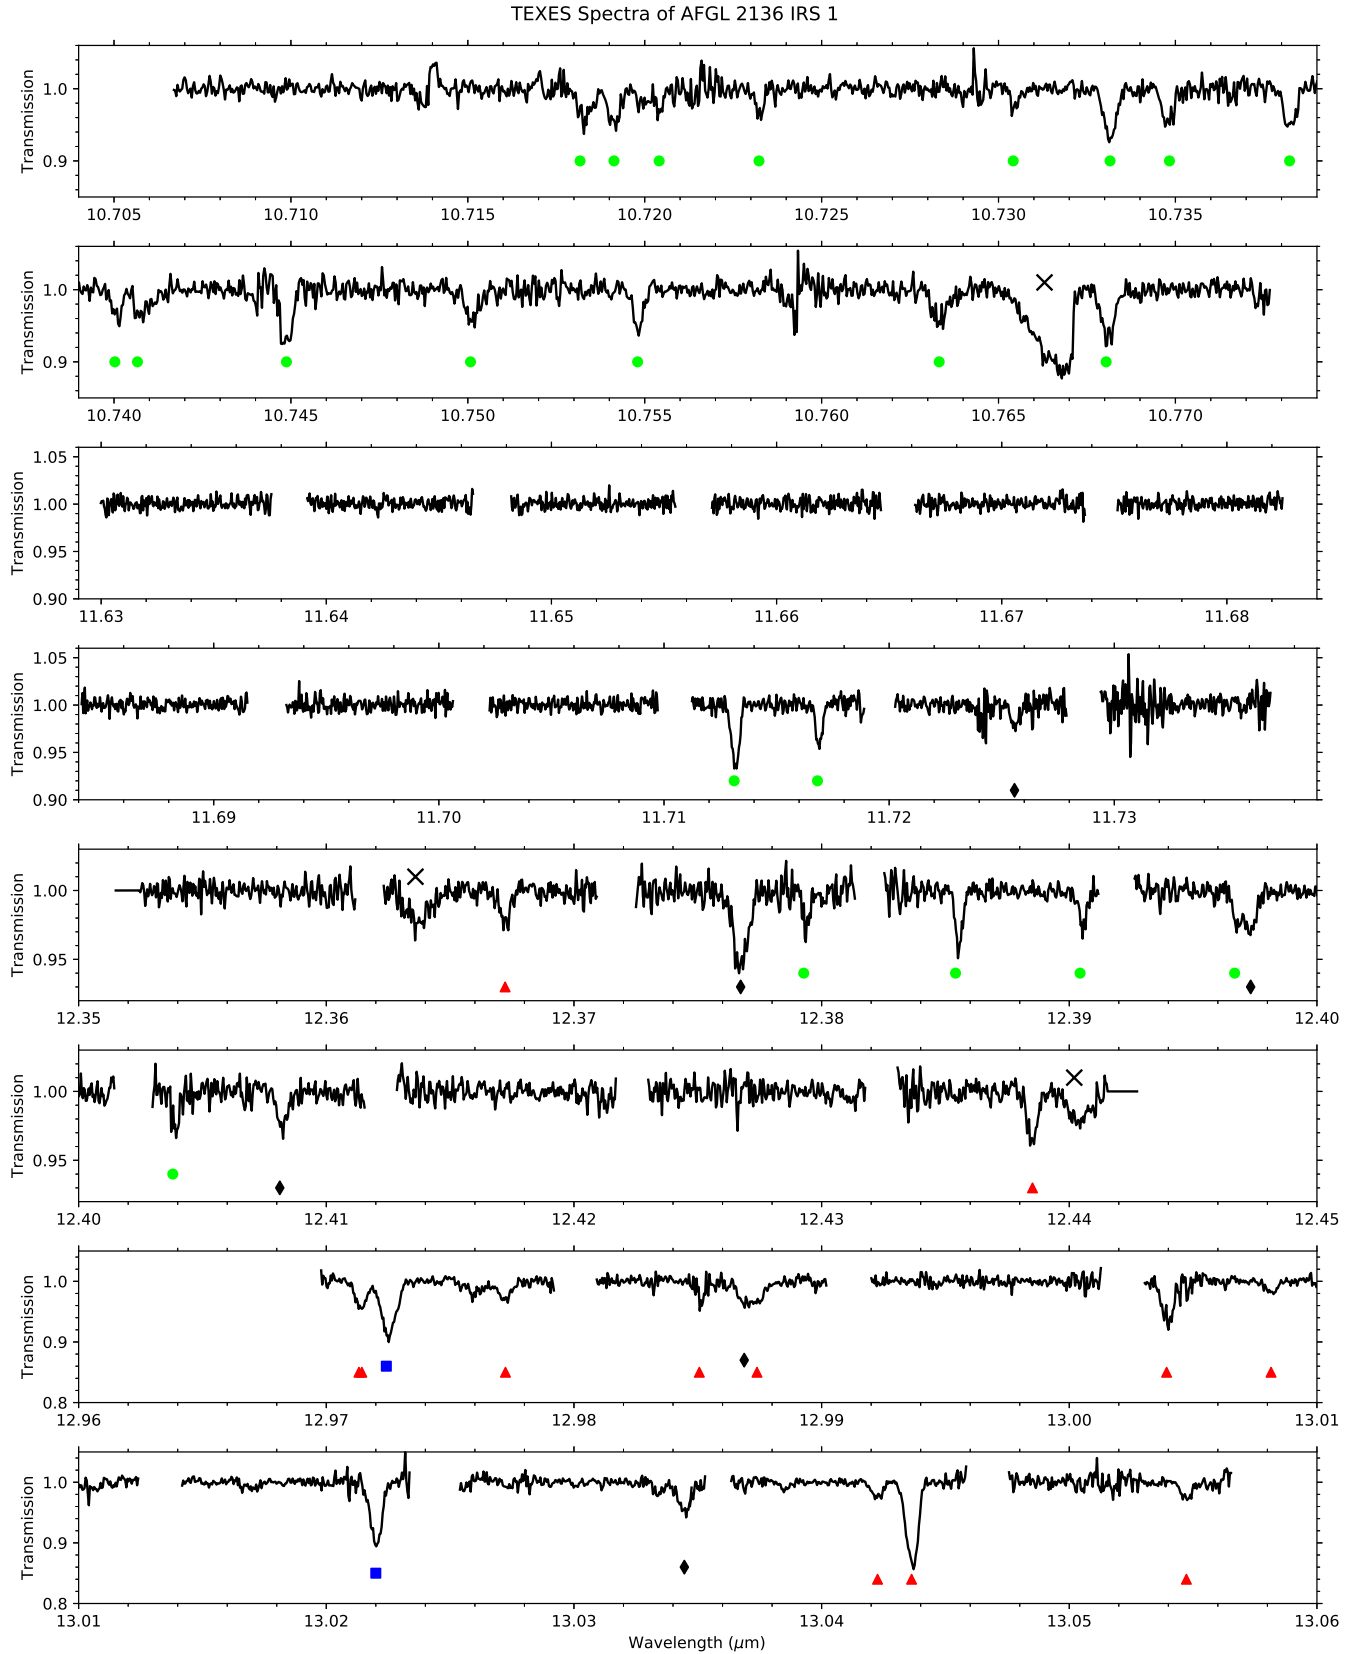 TEXES Spectra of AFGL 2136 IRS 1
Transmission
1.0
0.9
10.705 10.710 10.715 10.720 10.725 10.730 10.735
Transmission
1.0
0.9
10.740 10.745 10.750 10.755 10.760 10.765 10.770
Transmission
1.05
1.00
0.95
0.90
11.63 11.64 11.65 11.66 11.67 11.68
Transmission
1.05
1.00
0.95
0.90
11.69 11.70 11.71 11.72 11.73
Transmission
1.00
0.95
12.35 12.36 12.37 12.38 12.39 12.40
Transmission
1.00
0.95
12.40 12.41 12.42 12.43 12.44 12.45
Transmission
1.0
0.9
0.8
12.96 12.97 12.98 12.99 13.00 13.01
Transmission
1.0
0.9
0.8
13.01 13.02 13.03 13.04 13.05 13.06
Wavelength (μm)